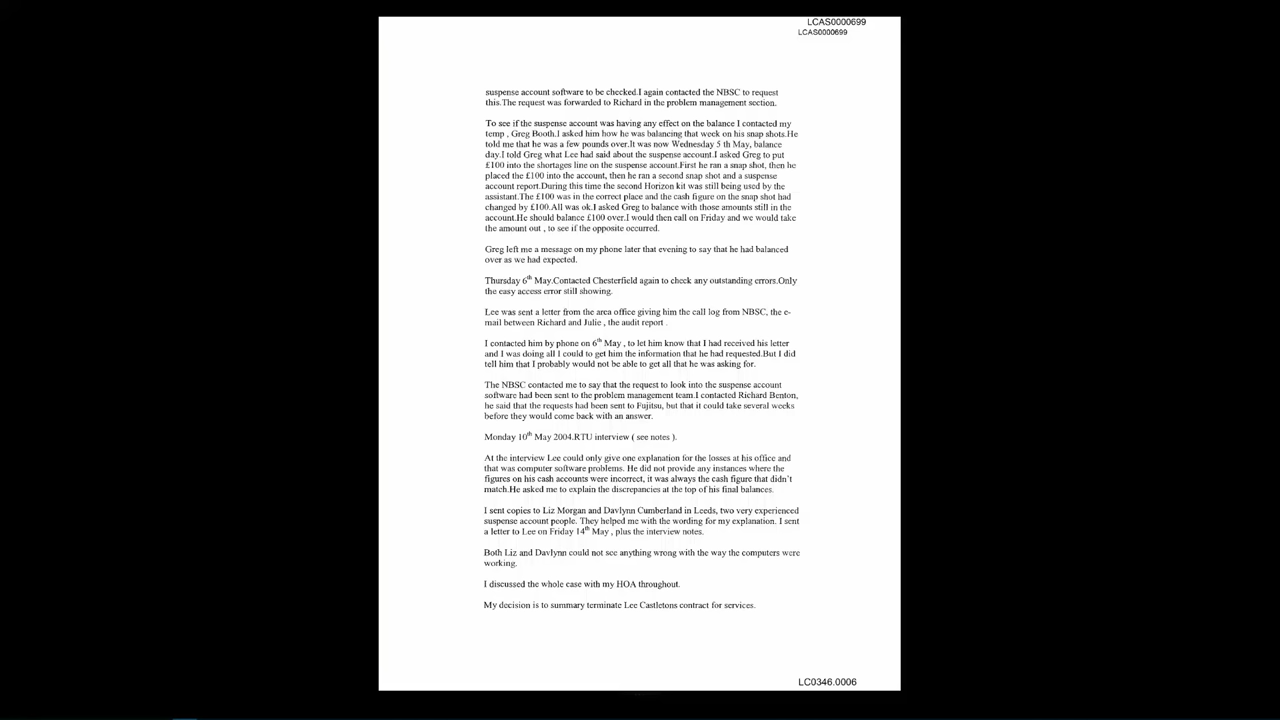 LCAS0000699
LCAS0000699
suspense account software to be checked.I again contacted the NBSC to request
this.The request was forwarded to Richard in the problem management section.
To see if the suspense account was having any effect on the balance I contacted my
temp , Greg Booth.I asked him how he was balancing that week on his snap shots.He
told me that he was a few pounds over.It was now Wednesday 5 th May, balance
day.I told Greg what Lee had said about the suspense account.I asked Greg to put
£100 into the shortages line on the suspense account.First he ran a snap shot, then he
placed the £100 into the account, then he ran a second snap shot and a suspense
account report.During this time the second Horizon kit was still being used by the
assistant.The £100 was in the correct place and the cash figure on the snap shot had
changed by £100.All was ok.I asked Greg to balance with those amounts still in the
account.He should balance £100 over.I would then call on Friday and we would take
the amount out , to see if the opposite occurred.
Greg left me a message on my phone later that evening to say that he had balanced
over as we had expected.
Thursday 6th May.Contacted Chesterfield again to check any outstanding errors.Only
the easy access error still showing.
Lee was sent a letter from the area office giving him the call log from NBSC, the e-
mail between Richard and Julie , the audit report .
I contacted him by phone on 6th May , to let him know that I had received his letter
and I was doing all I could to get him the information that he had requested.But I did
tell him that I probably would not be able to get all that he was asking for.
The NBSC contacted me to say that the request to look into the suspense account
software had been sent to the problem management team.I contacted Richard Benton,
he said that the requests had been sent to Fujitsu, but that it could take several weeks
before they would come back with an answer.
Monday 10th May 2004.RTU interview ( see notes ).
At the interview Lee could only give one explanation for the losses at his office and
that was computer software problems. He did not provide any instances where the
figures on his cash accounts were incorrect, it was always the cash figure that didn't
match.He asked me to explain the discrepancies at the top of his final balances.
I sent copies to Liz Morgan and Davlynn Cumberland in Leeds, two very experienced
suspense account people. They helped me with the wording for my explanation. I sent
a letter to Lee on Friday 14th May , plus the interview notes.
Both Liz and Davlynn could not see anything wrong with the way the computers were
working.
I discussed the whole case with my HOA throughout.
My decision is to summary terminate Lee Castletons contract for services.
LC0346.0006